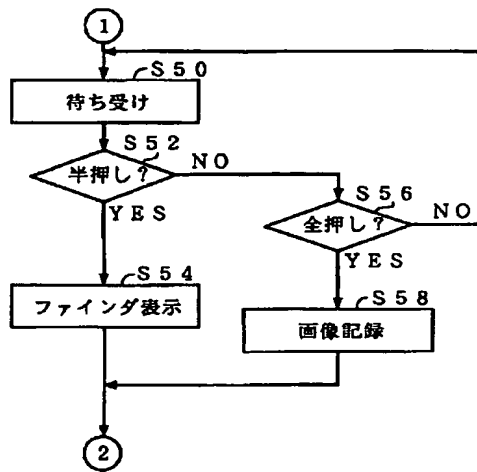 1
S50
待ち受け
S52
半押し?
NO
YES
S56
全押し?
NO
YES
S54
ファインダ表示
S58
画像記録
2